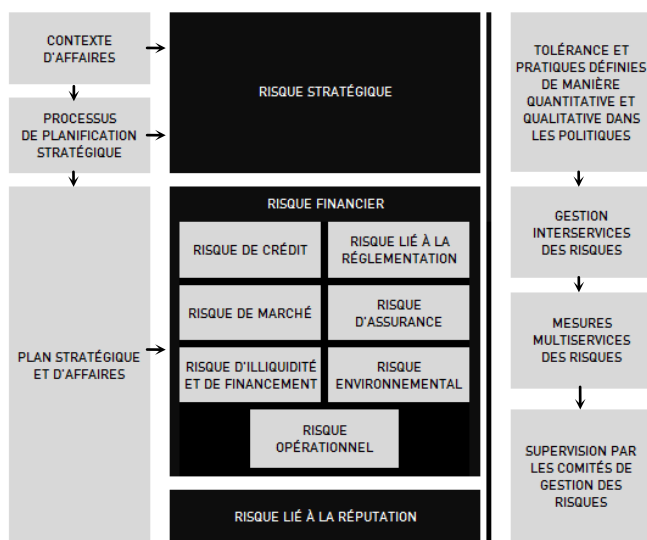 CONTEXTE
D'AFFAIRES
PROCESSUS
DE PLANIFICATION
STRATÉGIQUE
PLAN STRATÉGIQUE
ET D'AFFAIRES
RISQUE STRATÉGIQUE
RISQUE FINANCIER
RISQUE DE CRÉDIT
RISQUE LIÉ À LA
RÉGLEMENTATION
RISQUE DE MARCHÉ
RISQUE
D'ASSURANCE
RISQUE D'ILLIQUIDITÉ
ET DE FINANCEMENT
RISQUE
ENVIRONNEMENTAL
RISQUE
OPÉRATIONNEL
RISQUE LIÉ À LA RÉPUTATION
TOLÉRANCE ET
PRATIQUES DÉFINIES
DE MANIÈRE
QUANTITATIVE ET
QUALITATIVE DANS
LES POLITIQUES
GESTION
INTERSERVICES
DES RISQUES
MESURES
MULTISERVICES
DES RISQUES
SUPERVISION PAR
LES COMITÉS DE
GESTION DES
RISQUES